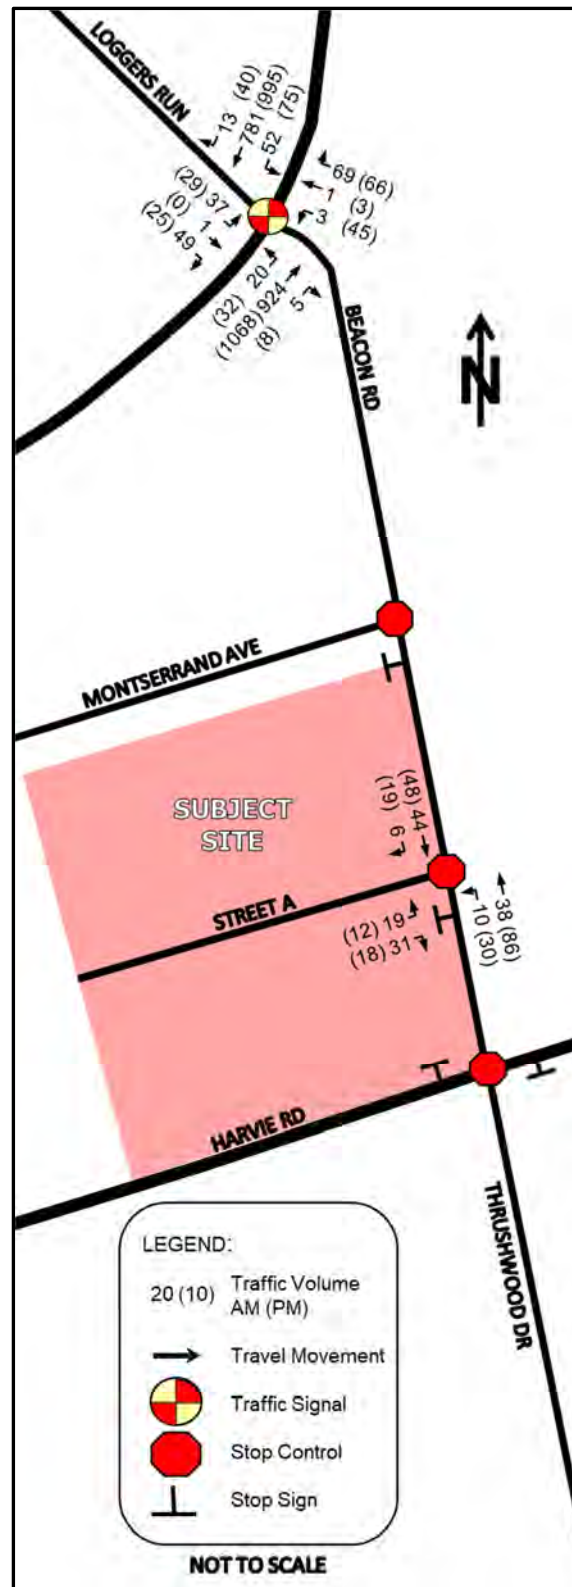 LOGGERS RUN
13 (40)
781 (995)
52 (75)
69 (66)
1 (3)
3 (45)
(29) 37
(0) 1
(25) 49
(32) 20
(1068) 924
(8) 5
BEACON RD
N
MONTSERRAND AVE
SUBJECT
SITE
(48) 44
(19) 6
STREET A
38 (86)
10 (30)
(12) 19
(18) 31
HARVIE RD
THRUSHWOOD DR
LEGEND:
20 (10) Traffic Volume
AM (PM)
Travel Movement
Traffic Signal
Stop Control
Stop Sign
NOT TO SCALE